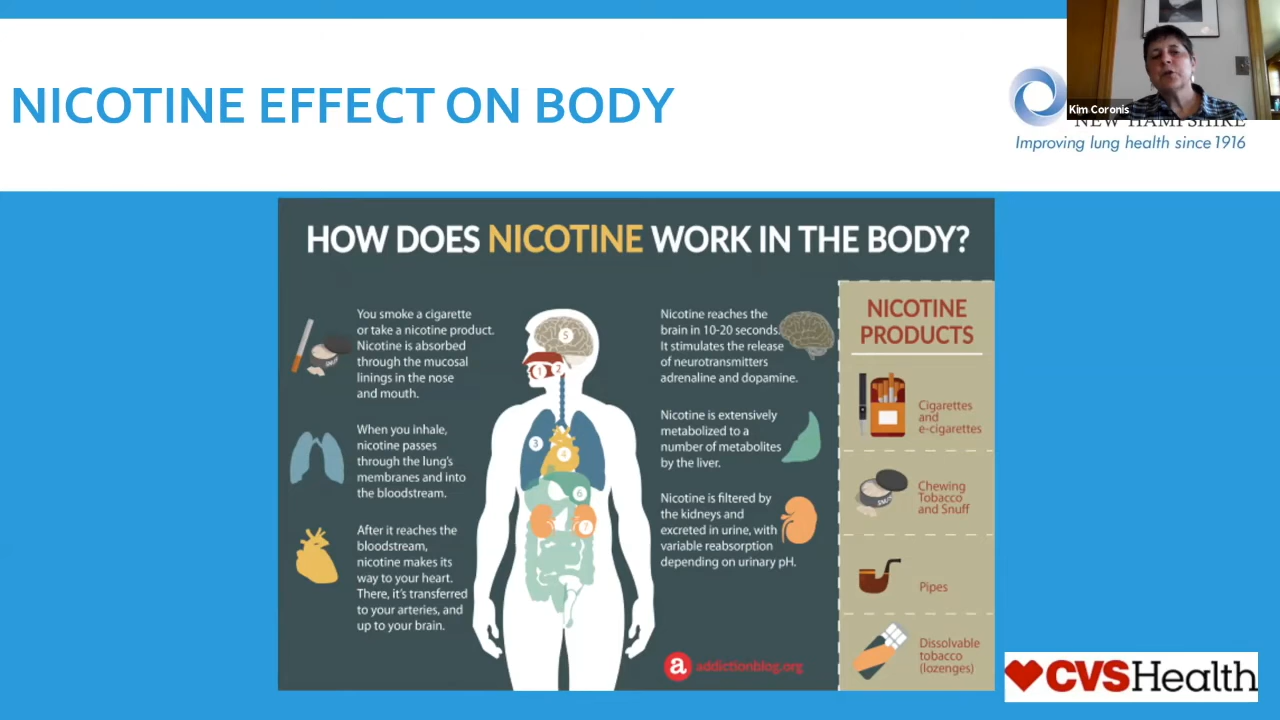 NICOTINE EFFECT ON BODY
Kim Coronis
NEW HAMPSHIRE
Improving lung health since 1916
HOW DOES NICOTINE WORK IN THE BODY?
You smoke a cigarette
or take a nicotine product.
Nicotine is absorbed
through the mucosal
linings in the nose
and mouth.
When you inhale,
nicotine passes
through the lung's
membranes and into
the bloodstream.
After it reaches the
bloodstream,
nicotine makes its
way to your heart.
There, it's transferred
to your arteries, and
up to your brain.
5
1 2
3
4
6
7
Nicotine reaches the
brain in 10-20 seconds.
It stimulates the release
of neurotransmitters
adrenaline and dopamine.
Nicotine is extensively
metabolized to a
number of metabolites
by the liver.
Nicotine is filtered by
the kidneys and
excreted in urine, with
variable reabsorption
depending on urinary pH.
a addictionblog.org
NICOTINE
PRODUCTS
Cigarettes
and
e-cigarettes
Chewing
Tobacco
and Snuff
Pipes
Dissolvable
tobacco
(lozenges)
CVSHealth